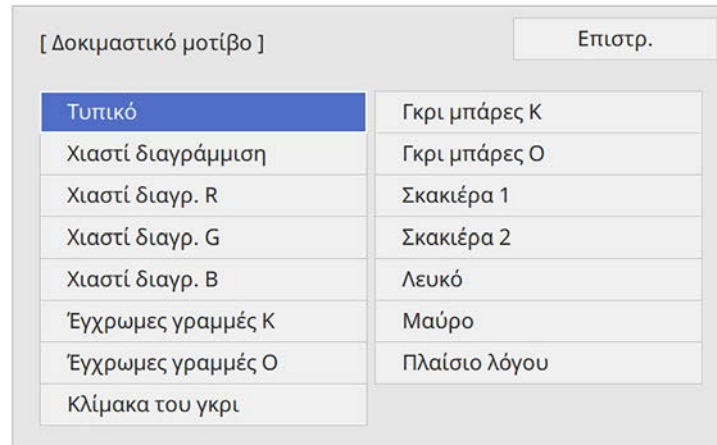 [ Δοκιμαστικό μοτίβο ]
Επιστρ.
Τυπικό
Χιαστί διαγράμμιση
Χιαστί διαγρ. R
Χιαστί διαγρ. G
Χιαστί διαγρ. B
Έγχρωμες γραμμές Κ
Έγχρωμες γραμμές Ο
Κλίμακα του γκρι
Γκρι μπάρες Κ
Γκρι μπάρες Ο
Σκακιέρα 1
Σκακιέρα 2
Λευκό
Μαύρο
Πλαίσιο λόγου